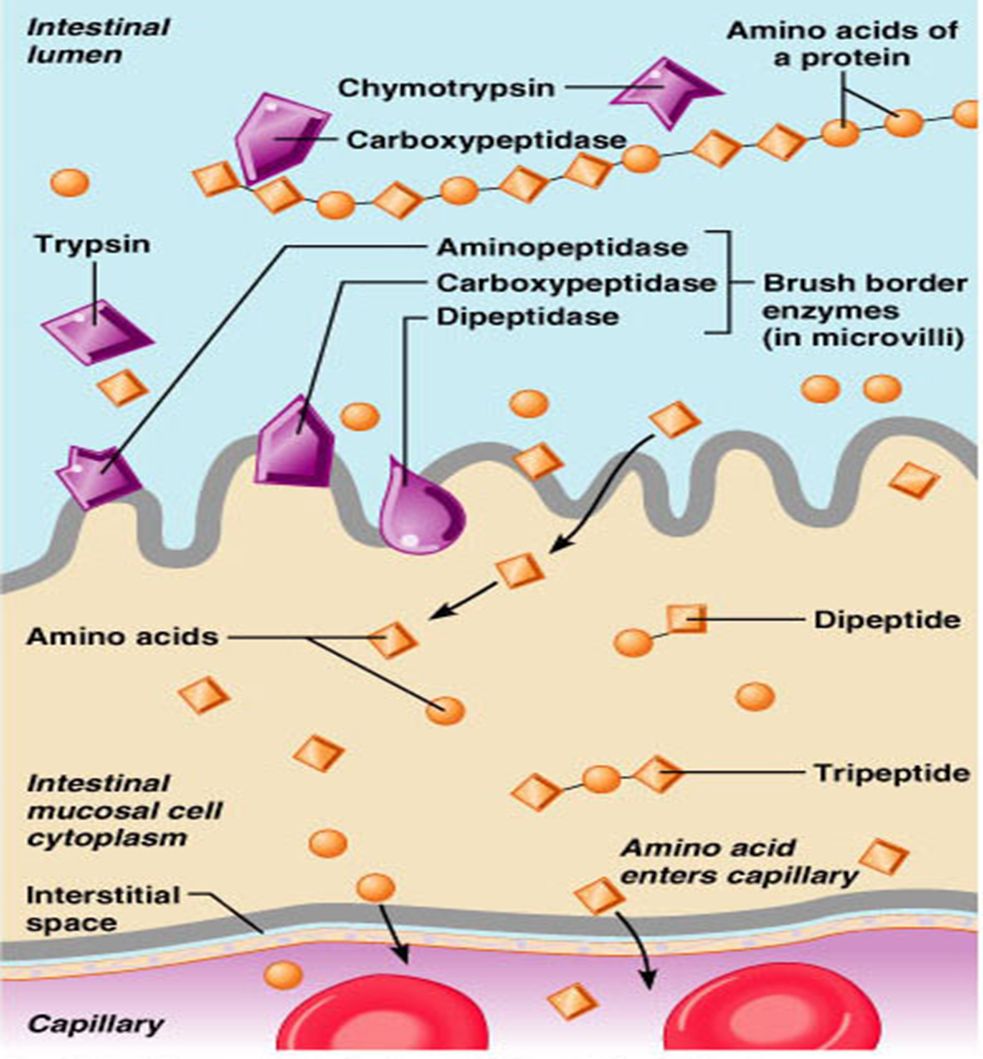 Intestinal
lumen
Amino acids of
a protein
Chymotrypsin
Carboxypeptidase
Trypsin
Aminopeptidase
Carboxypeptidase
Dipeptidase
Brush border
enzymes
(in microvilli)
Amino acids
Dipeptide
Tripeptide
Intestinal
mucosal cell
cytoplasm
Amino acid
enters capillary
Interstitial
space
Capillary